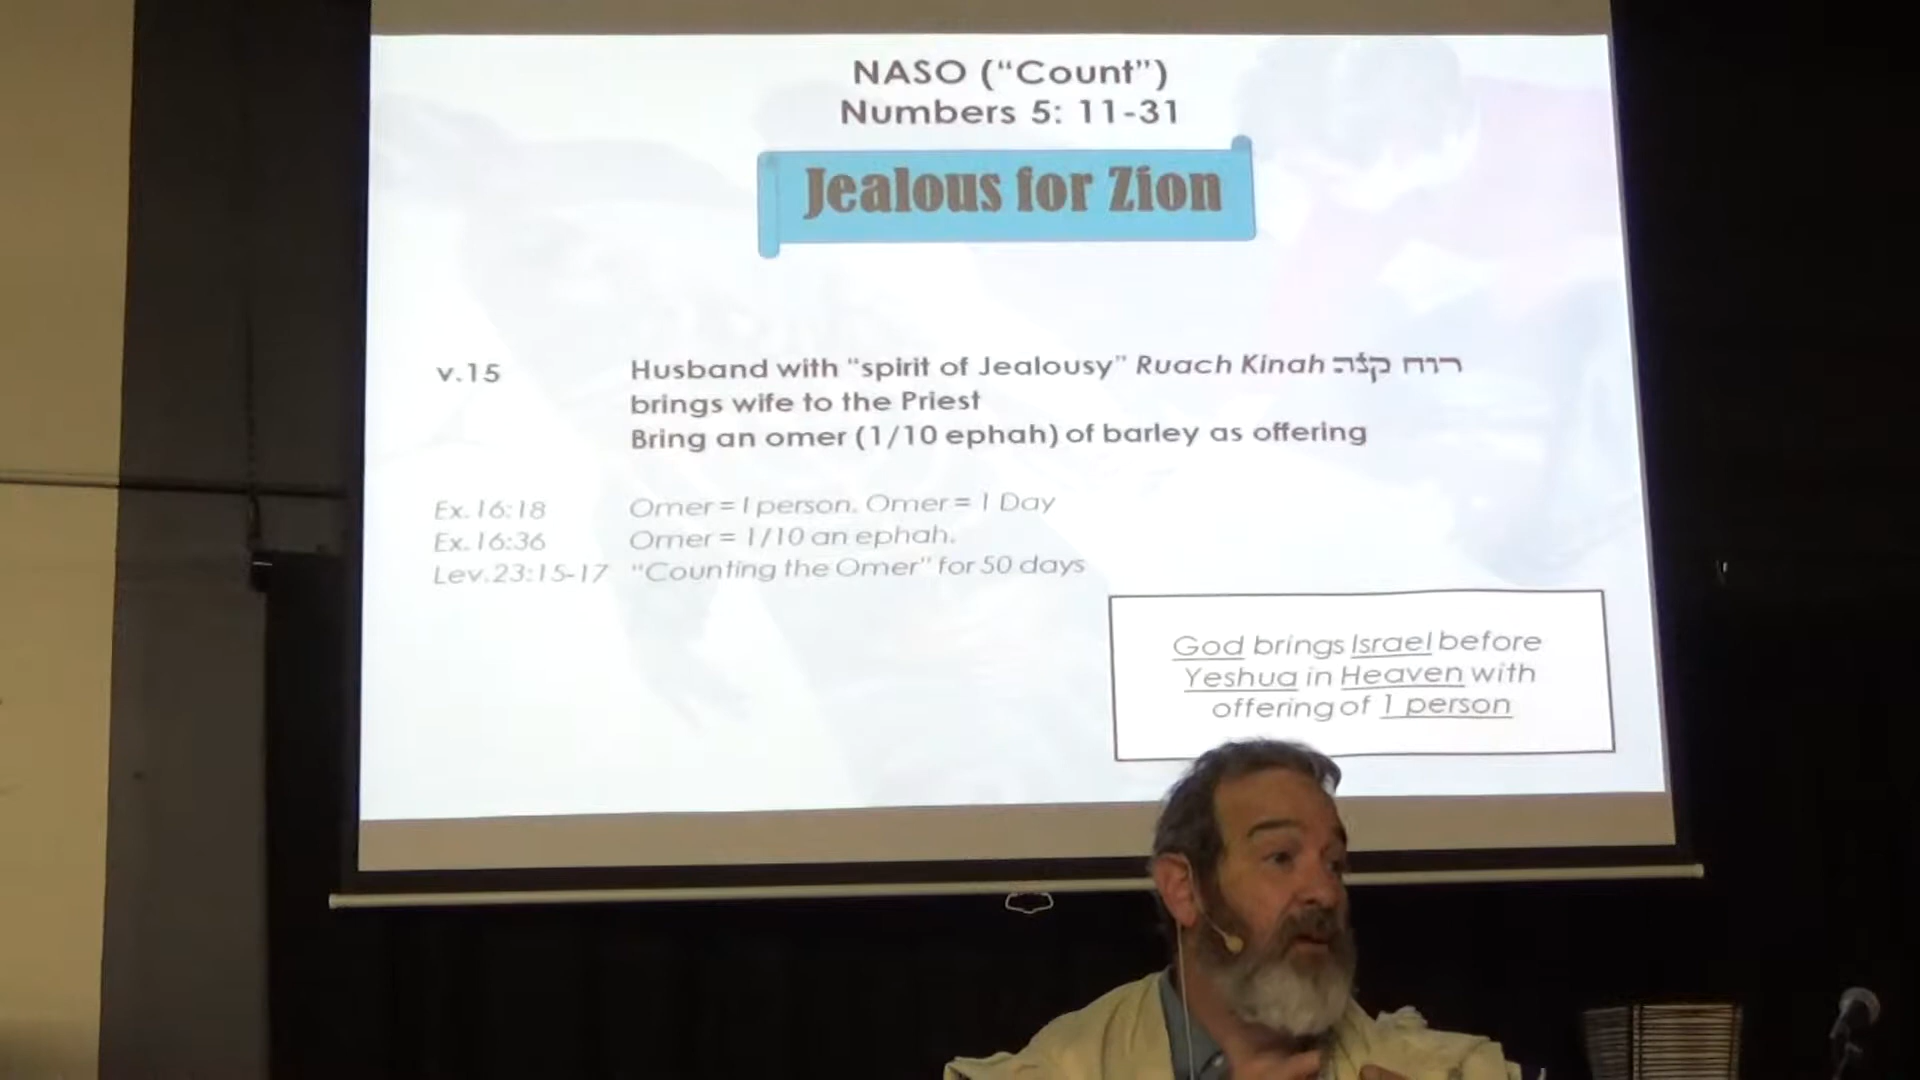 NASO (“Count”)
Numbers 5: 11-31
Jealous for Zion
v.15 Husband with “spirit of Jealousy” Ruach Kinah רוח קנה
brings wife to the Priest
Bring an omer (1/10 ephah) of barley as offering
Ex.16:18 Omer = 1 person. Omer = 1 Day
Ex.16:36 Omer = 1/10 an ephah.
Lev.23:15-17 “Counting the Omer” for 50 days
God brings Israel before
Yeshua in Heaven with
offering of 1 person